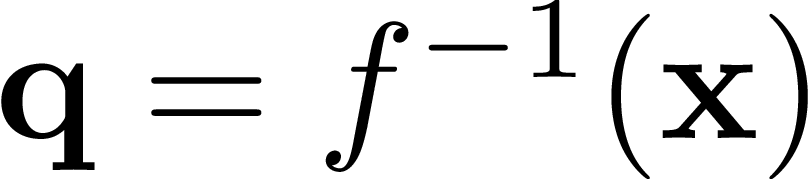 𝐪 = f⁻¹(𝐱)